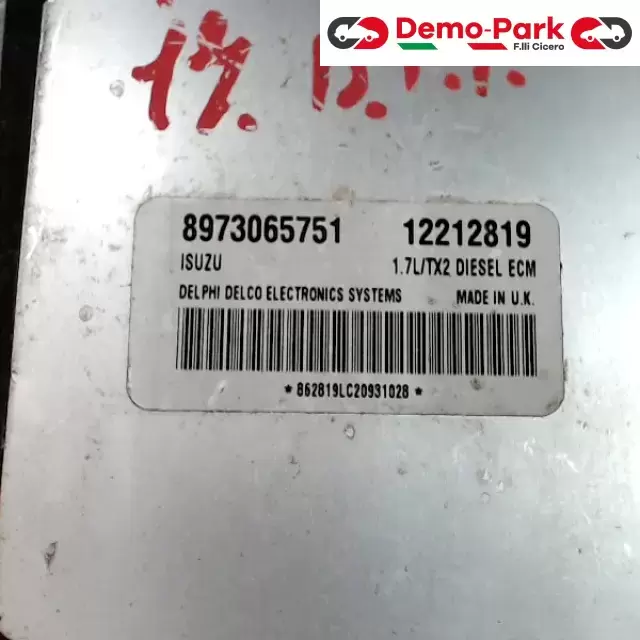 Demo-Park
F.lli Cicero
8973065751 12212819
ISUZU 1.7L/TX2 DIESEL ECM
DELPHI DELCO ELECTRONICS SYSTEMS MADE IN U.K.
* 862819LC20931028 *